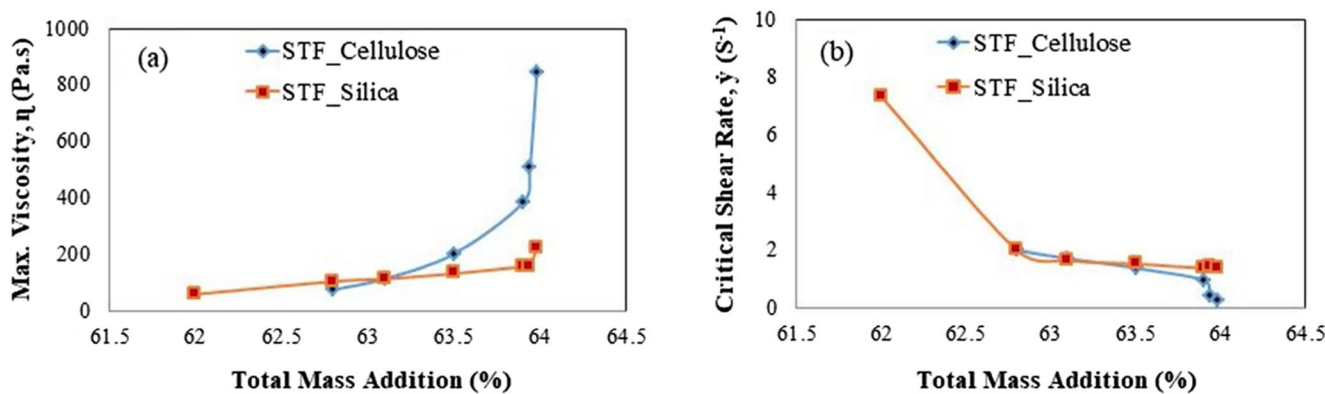 Max. Viscosity, η (Pa.s)
1000
800
600
400
200
0
(a)
STF_Cellulose
STF_Silica
61.5 62 62.5 63 63.5 64 64.5
Total Mass Addition (%)
Critical Shear Rate, ẏ (S-1)
10
8
6
4
2
0
(b)
STF_Cellulose
STF_Silica
61.5 62 62.5 63 63.5 64 64.5
Total Mass Addition (%)